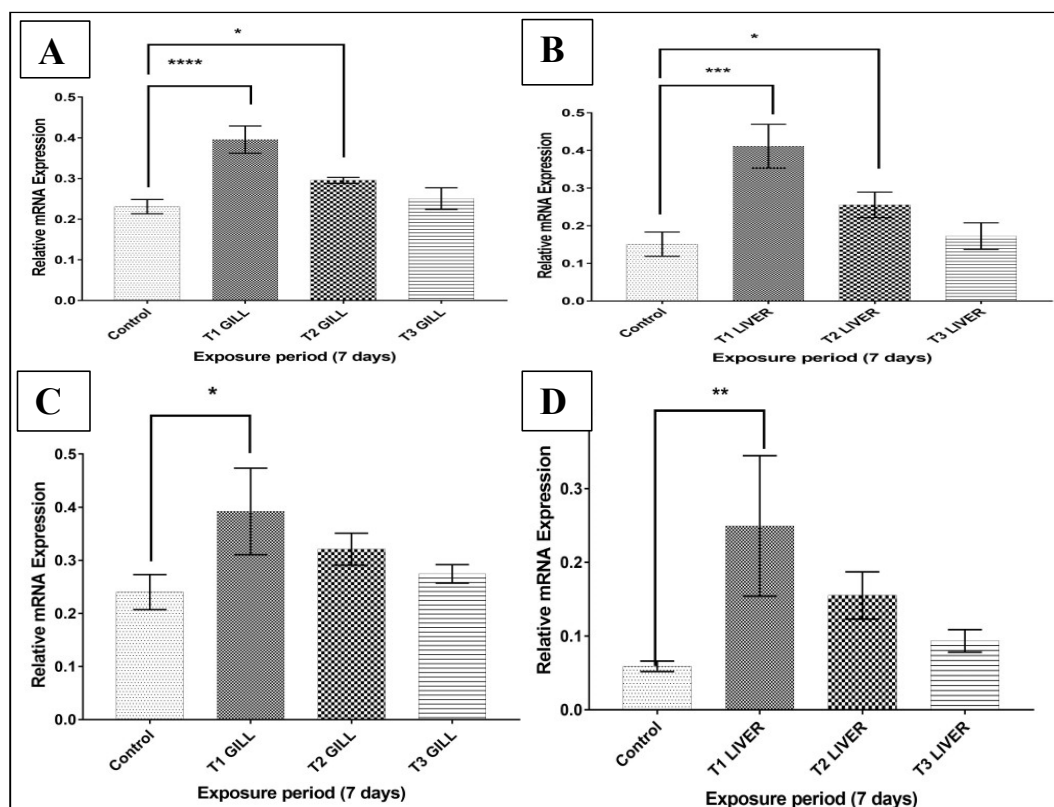 A
*
****
Relative mRNA Expression
0.5
0.4
0.3
0.2
0.1
0.0
Control
T1 GILL
T2 GILL
T3 GILL
Exposure period (7 days)
B
*
***
Relative mRNA Expression
0.5
0.4
0.3
0.2
0.1
0.0
Control
T1 LIVER
T2 LIVER
T3 LIVER
Exposure period (7 days)
C
*
Relative mRNA Expression
0.5
0.4
0.3
0.2
0.1
0.0
Control
T1 GILL
T2 GILL
T3 GILL
Exposure period (7 days)
D
**
Relative mRNA Expression
0.3
0.2
0.1
0.0
Control
T1 LIVER
T2 LIVER
T3 LIVER
Exposure period (7 days)